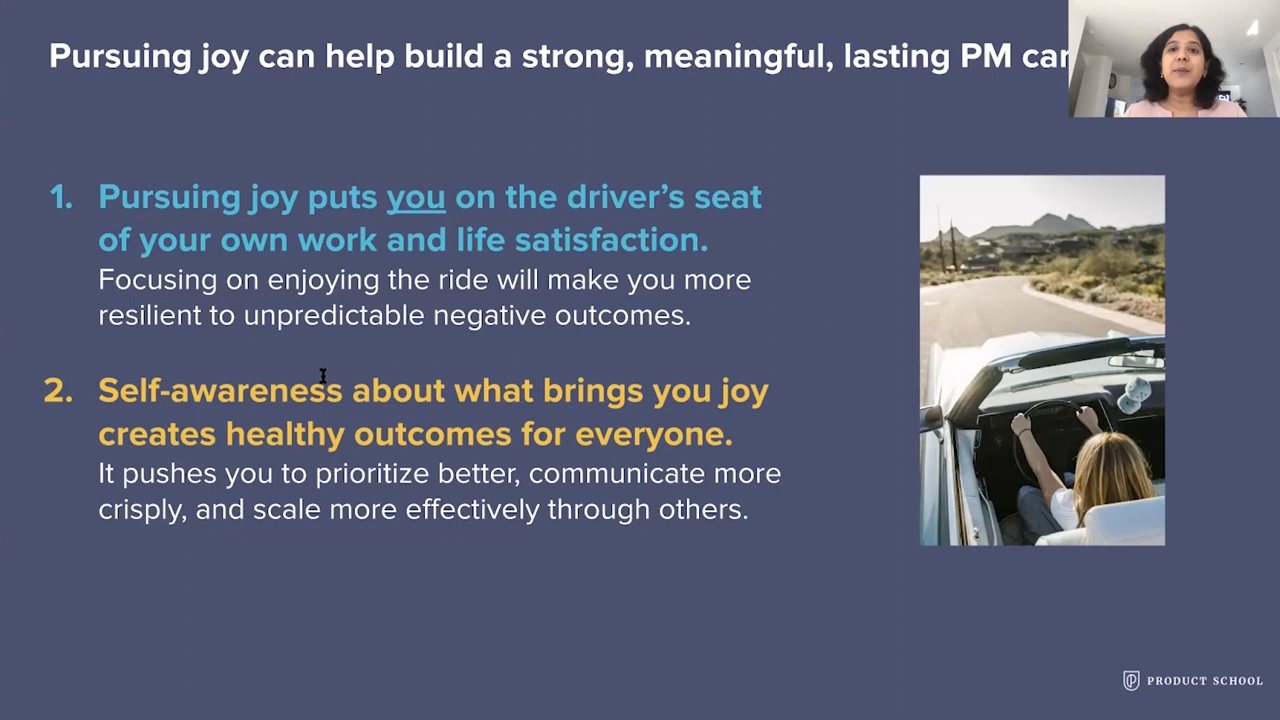 Pursuing joy can help build a strong, meaningful, lasting PM
1. Pursuing joy puts you on the driver’s seat
of your own work and life satisfaction.
Focusing on enjoying the ride will make you more
resilient to unpredictable negative outcomes.
2. Self-awareness about what brings you joy
creates healthy outcomes for everyone.
It pushes you to prioritize better, communicate more
crisply, and scale more effectively through others.
PRODUCT SCHOOL